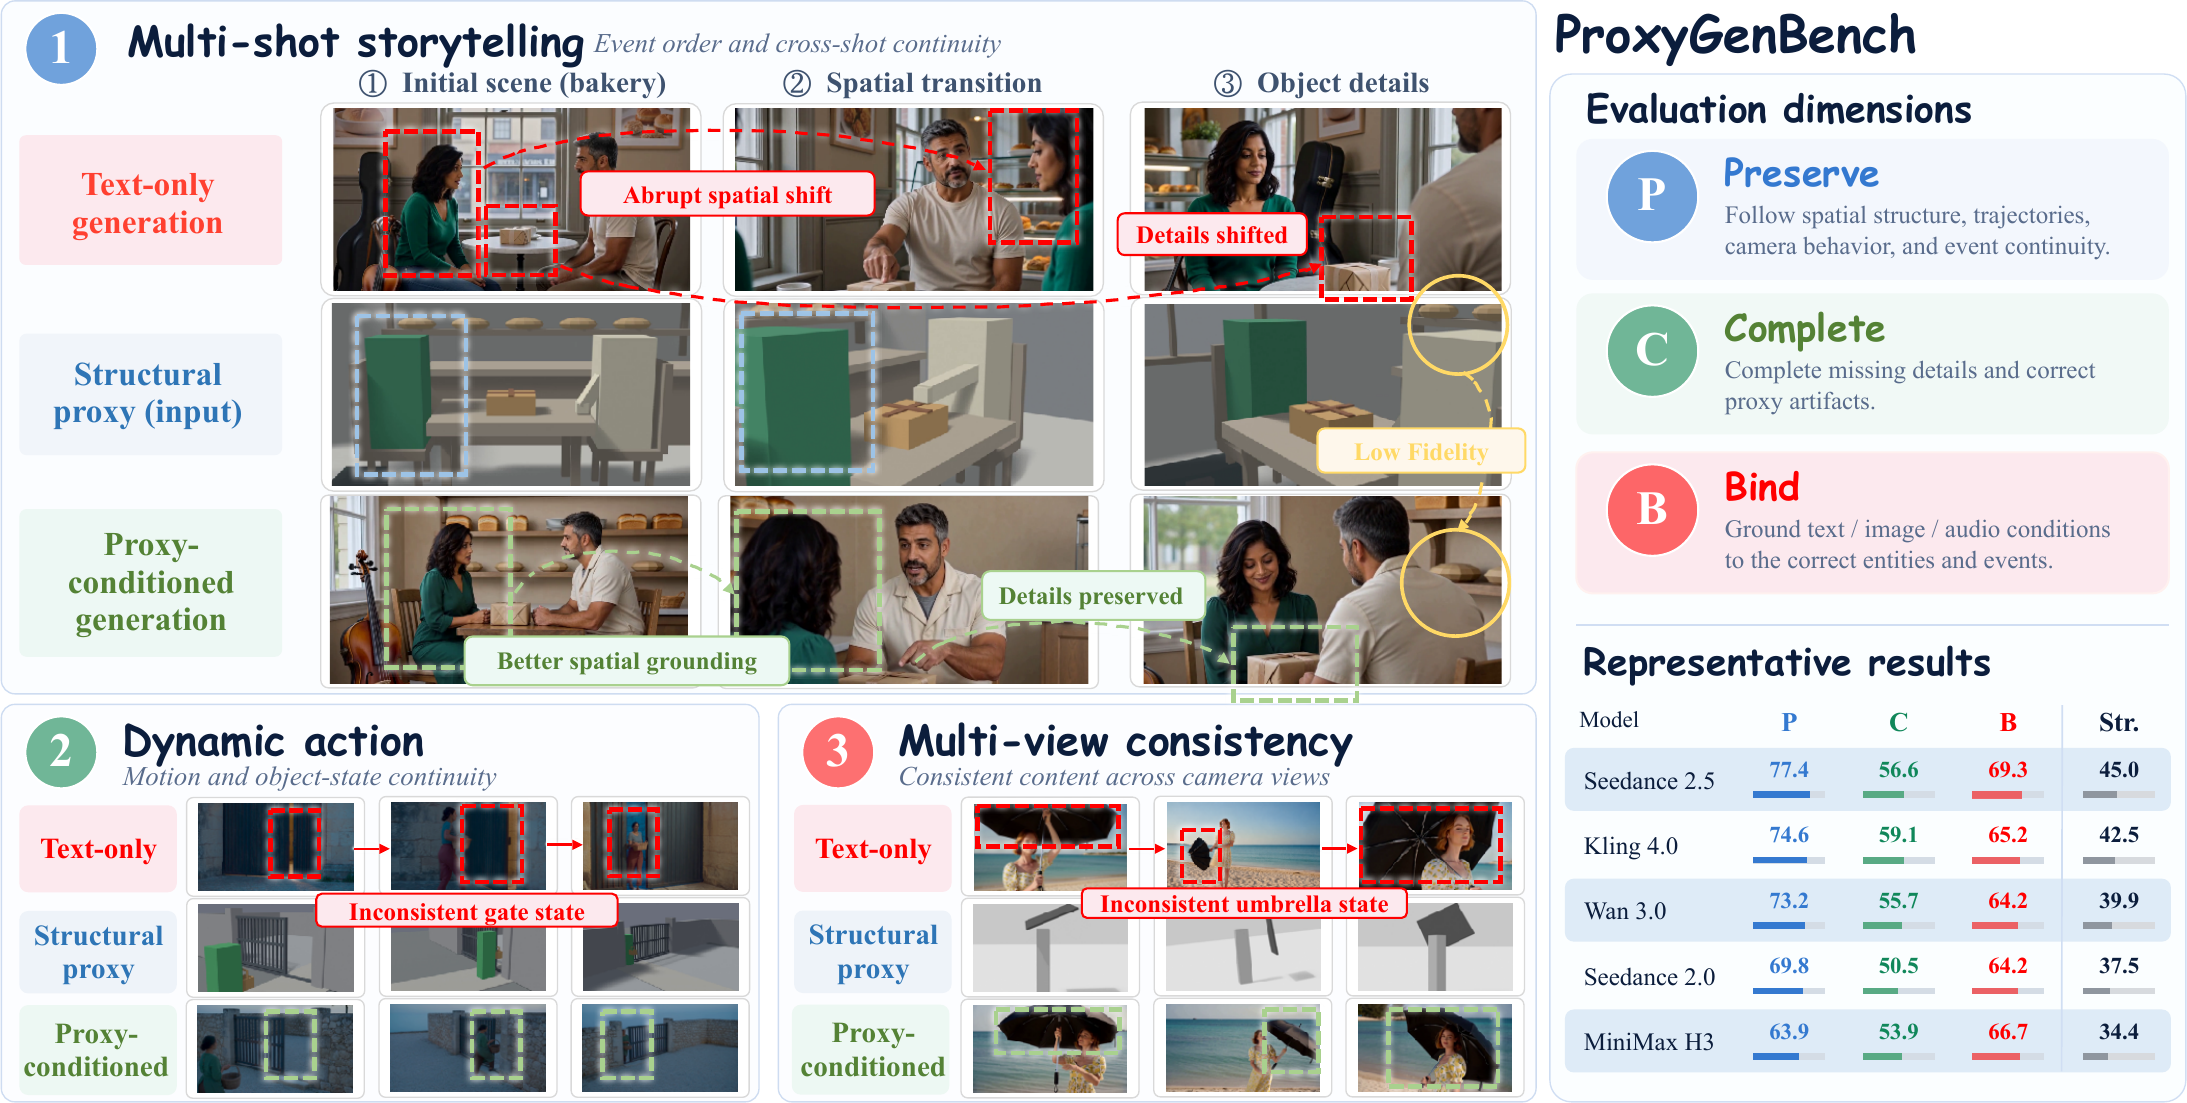 1
Multi-shot storytelling Event order and cross-shot continuity
① Initial scene (bakery)
② Spatial transition
③ Object details
Text-only
generation
Abrupt spatial shift
Details shifted
Structural
proxy (input)
Low Fidelity
Proxy-
conditioned
generation
Better spatial grounding
Details preserved
2
Dynamic action
Motion and object-state continuity
Text-only
Inconsistent gate state
Structural
proxy
Proxy-
conditioned
3
Multi-view consistency
Consistent content across camera views
Text-only
Inconsistent umbrella state
Structural
proxy
Proxy-
conditioned
ProxyGenBench
Evaluation dimensions
P
Preserve
Follow spatial structure, trajectories,
camera behavior, and event continuity.
C
Complete
Complete missing details and correct
proxy artifacts.
B
Bind
Ground text / image / audio conditions
to the correct entities and events.
Representative results
Model P C B Str.
Seedance 2.5 77.4 56.6 69.3 45.0
Kling 4.0 74.6 59.1 65.2 42.5
Wan 3.0 73.2 55.7 64.2 39.9
Seedance 2.0 69.8 50.5 64.2 37.5
MiniMax H3 63.9 53.9 66.7 34.4